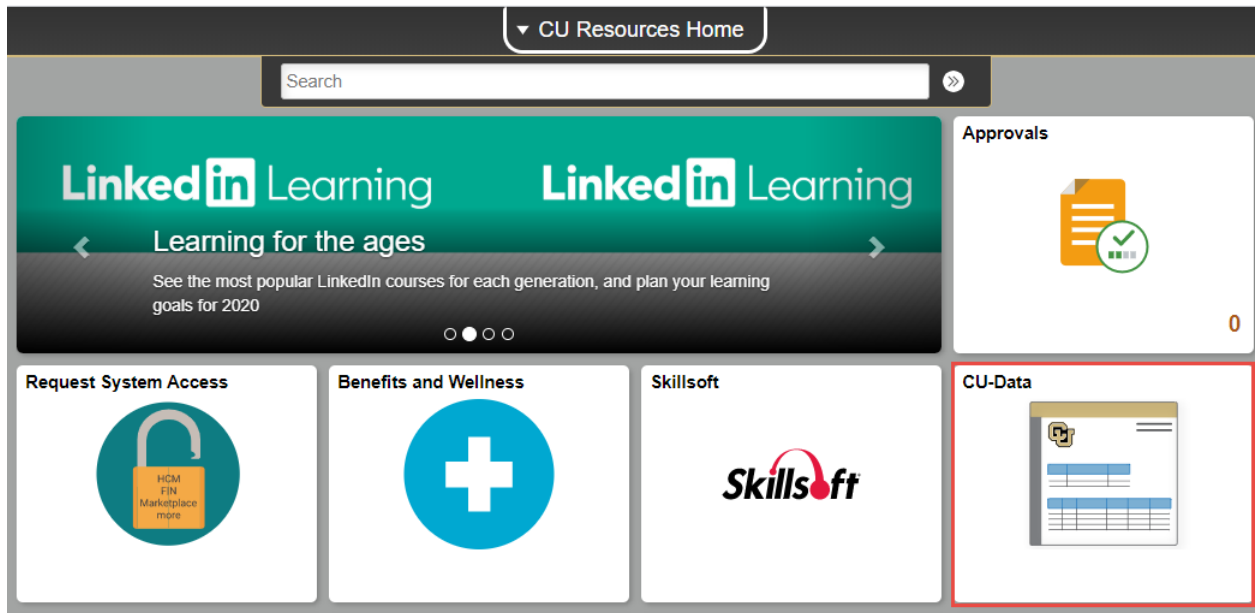 CU Resources Home
Search
Linked in Learning Linked in Learning
Learning for the ages
See the most popular LinkedIn courses for each generation, and plan your learning
goals for 2020
Approvals
0
Request System Access
HCM
FIN
Marketplace
more
Benefits and Wellness
Skillsoft
Skillsoft
CU-Data
CU